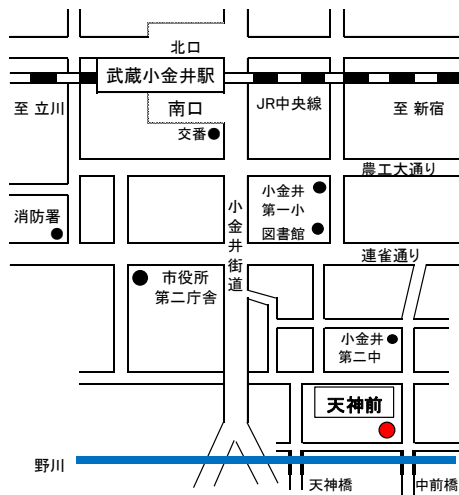 北口
武蔵小金井駅
至 立川
南口
JR中央線
至 新宿
交番
農工大通り
小金井
第一小
図書館
消防署
小金井街道
連雀通り
市役所
第二庁舎
小金井
第二中
天神前
野川
天神橋
中前橋